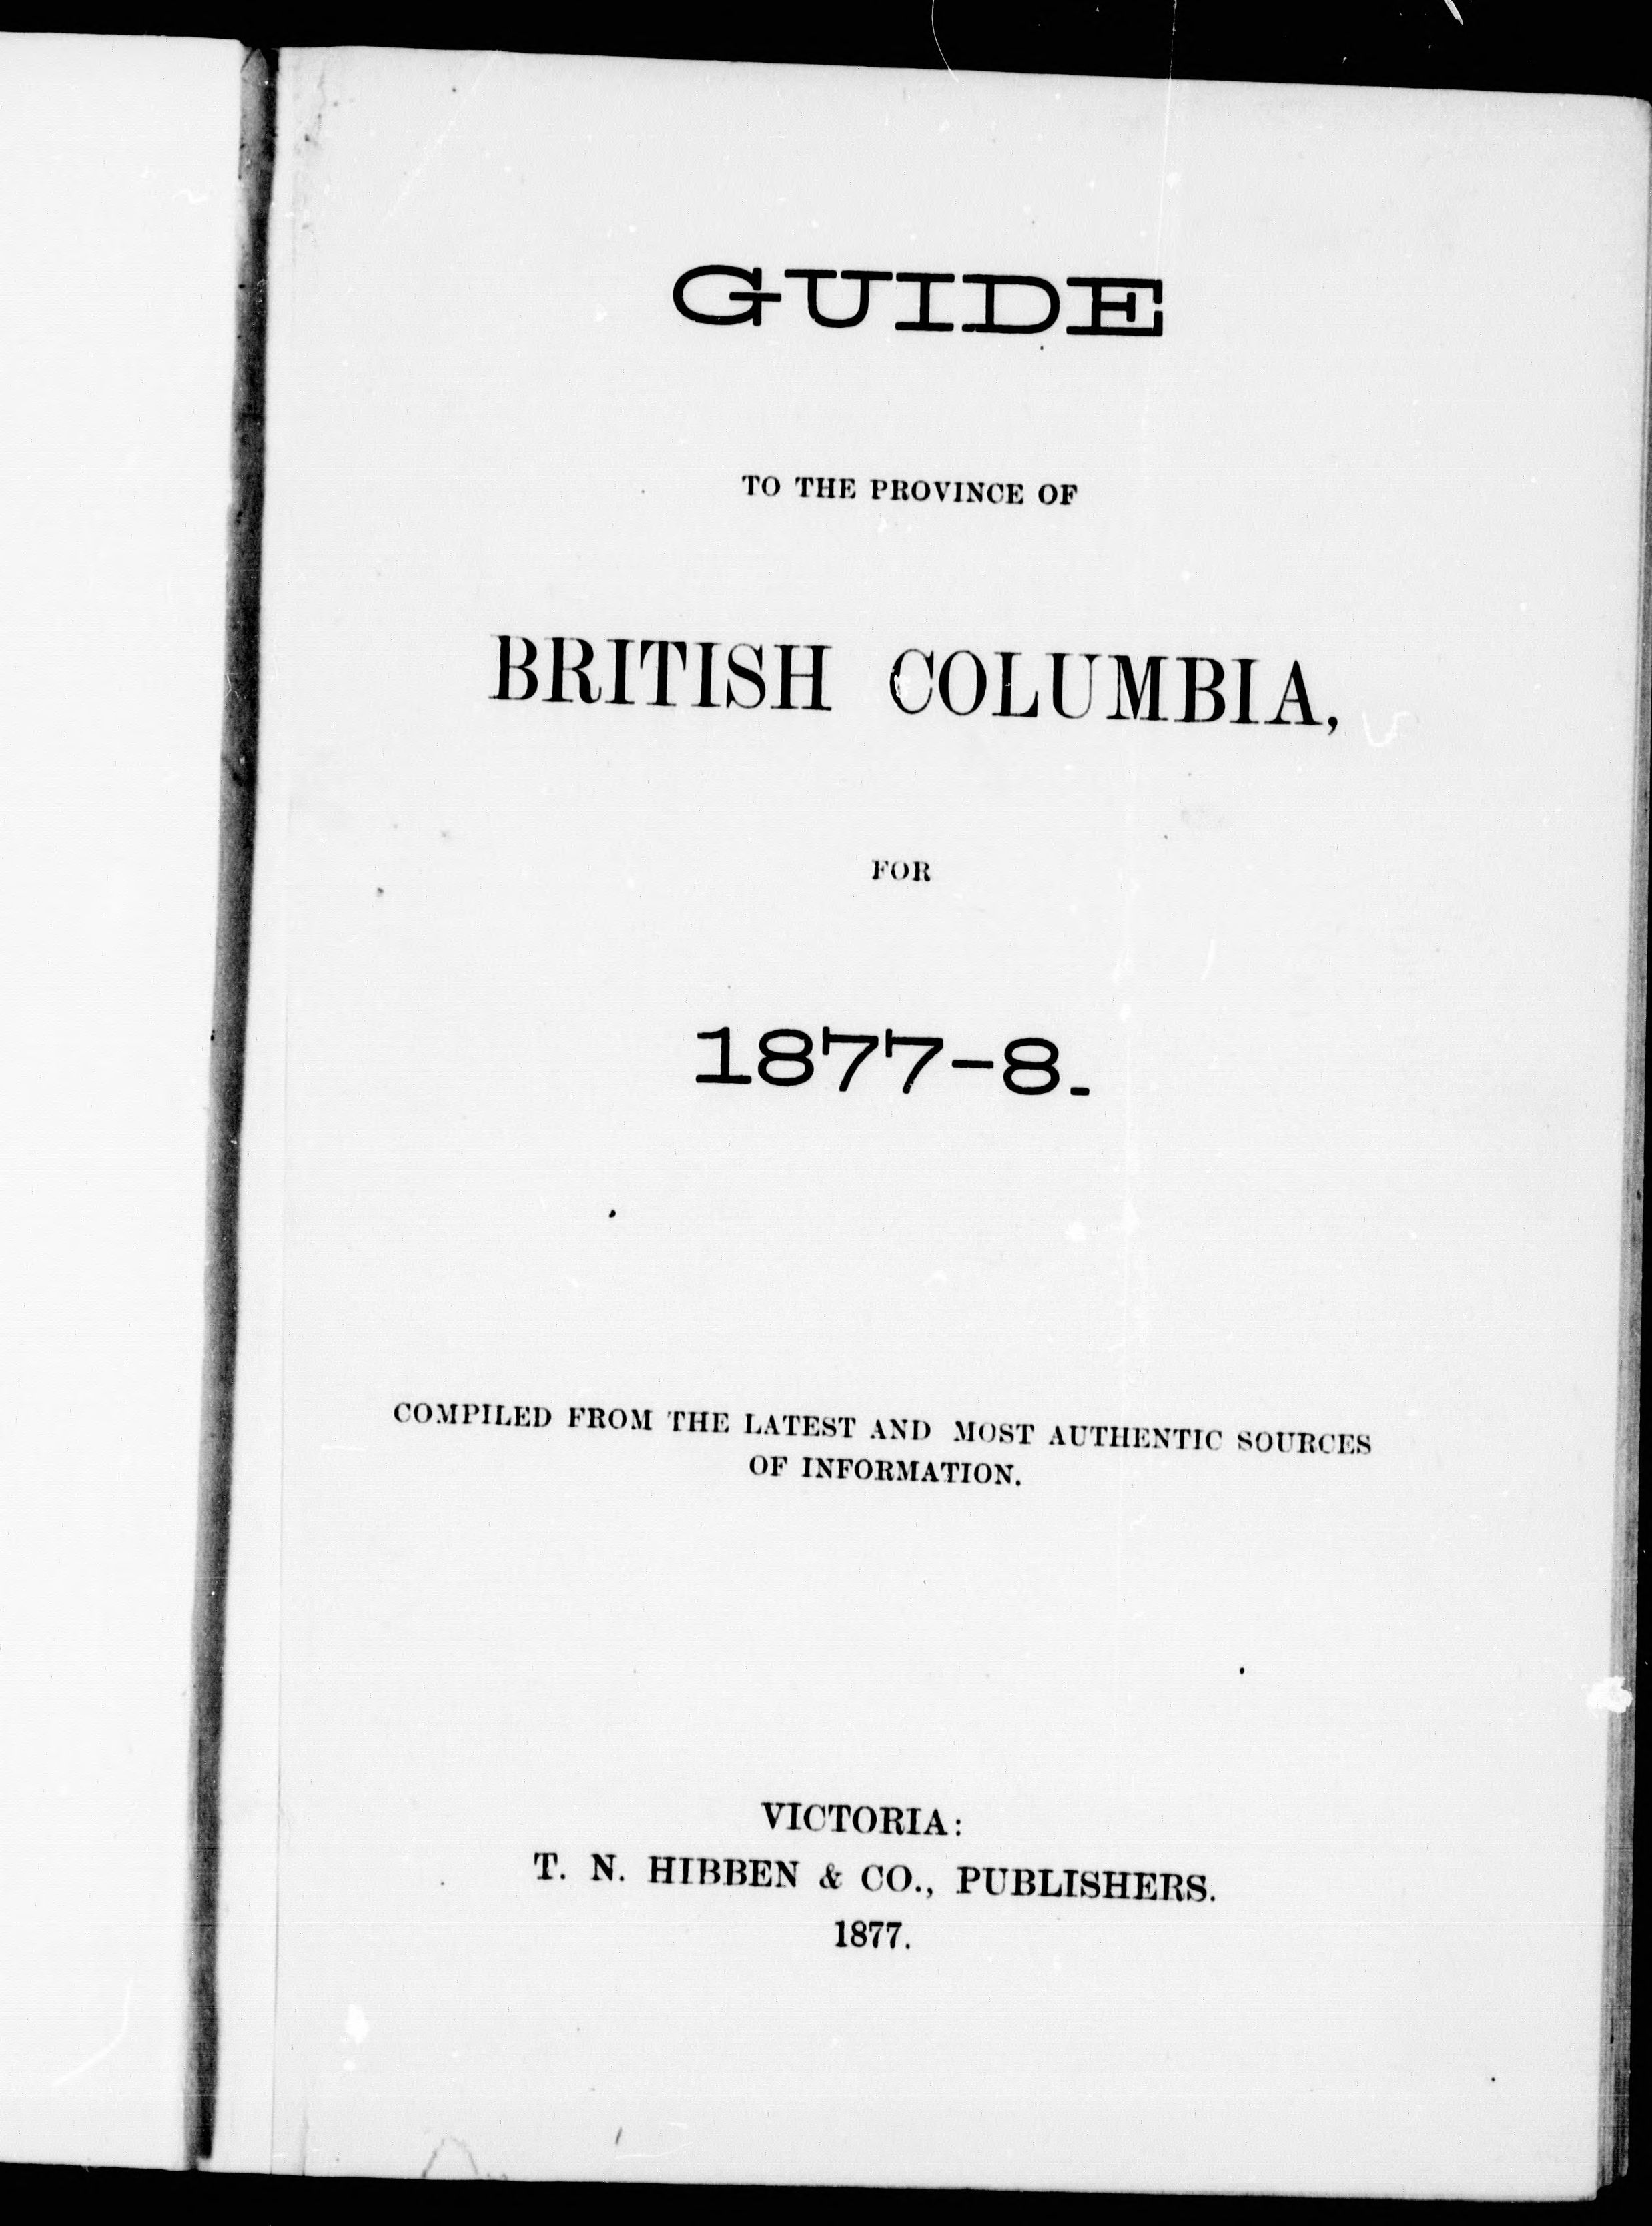 GUIDE
TO THE PROVINCE OF
BRITISH COLUMBIA,
FOR
1877-8.
COMPILED FROM THE LATEST AND MOST AUTHENTIC SOURCES
OF INFORMATION.
VICTORIA:
T. N. HIBBEN & CO., PUBLISHERS.
1877.